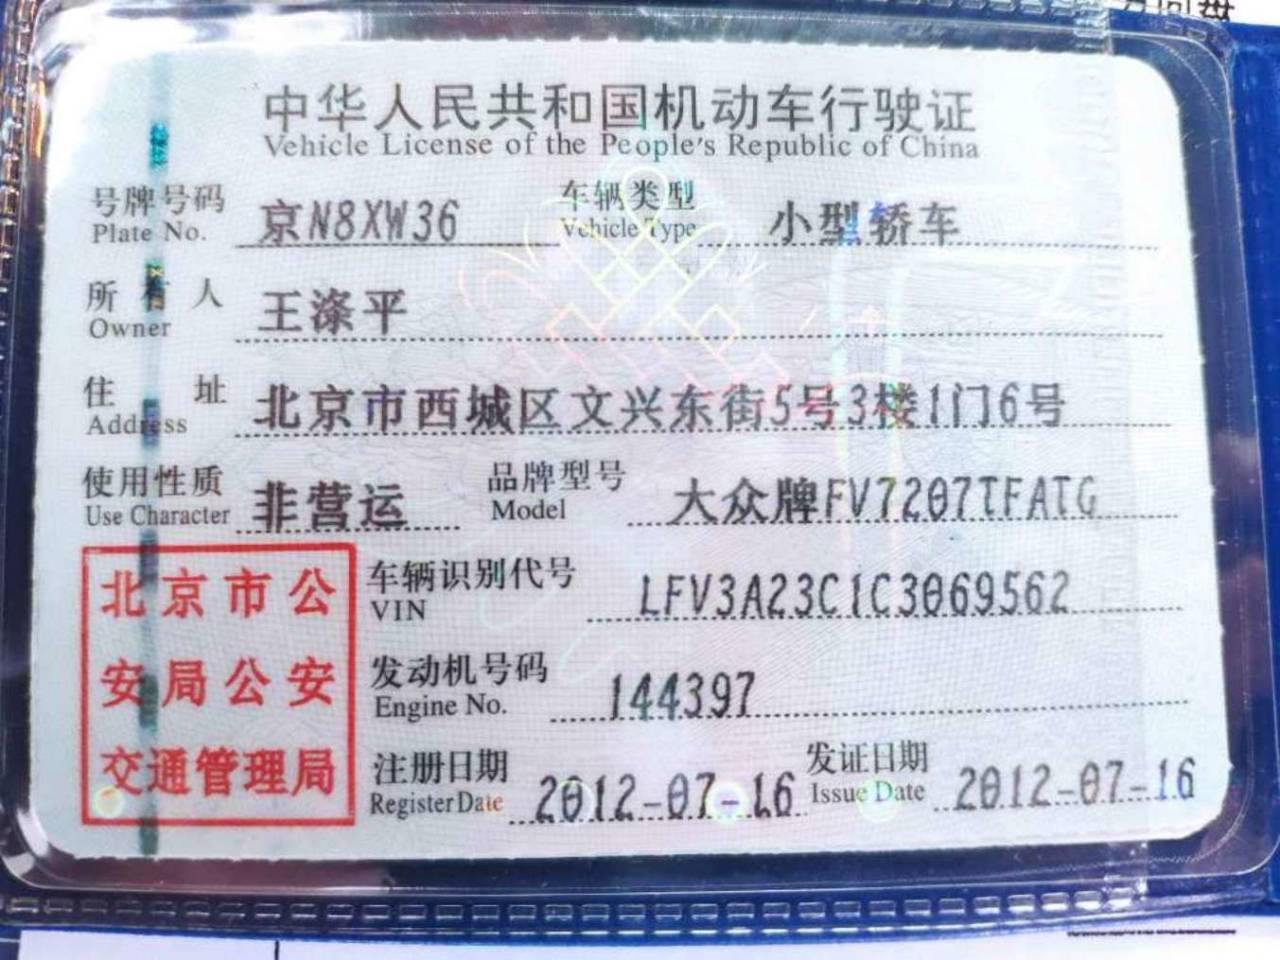 中华人民共和国机动车行驶证
Vehicle License of the People's Republic of China
号牌号码 京N8XW36 车辆类型 小型轿车
Plate No. Vehicle Type
所有人 王涤平
Owner
住址 北京市西城区文兴东街5号3楼1门6号
Address
使用性质 非营运 品牌型号 大众牌FV7207TFATG
Use Character Model
北京市公
安局公安
交通管理局
车辆识别代号 LFV3A23C1C3069562
VIN
发动机号码 144397
Engine No.
注册日期 2012-07-16 发证日期 2012-07-16
Register Date Issue Date